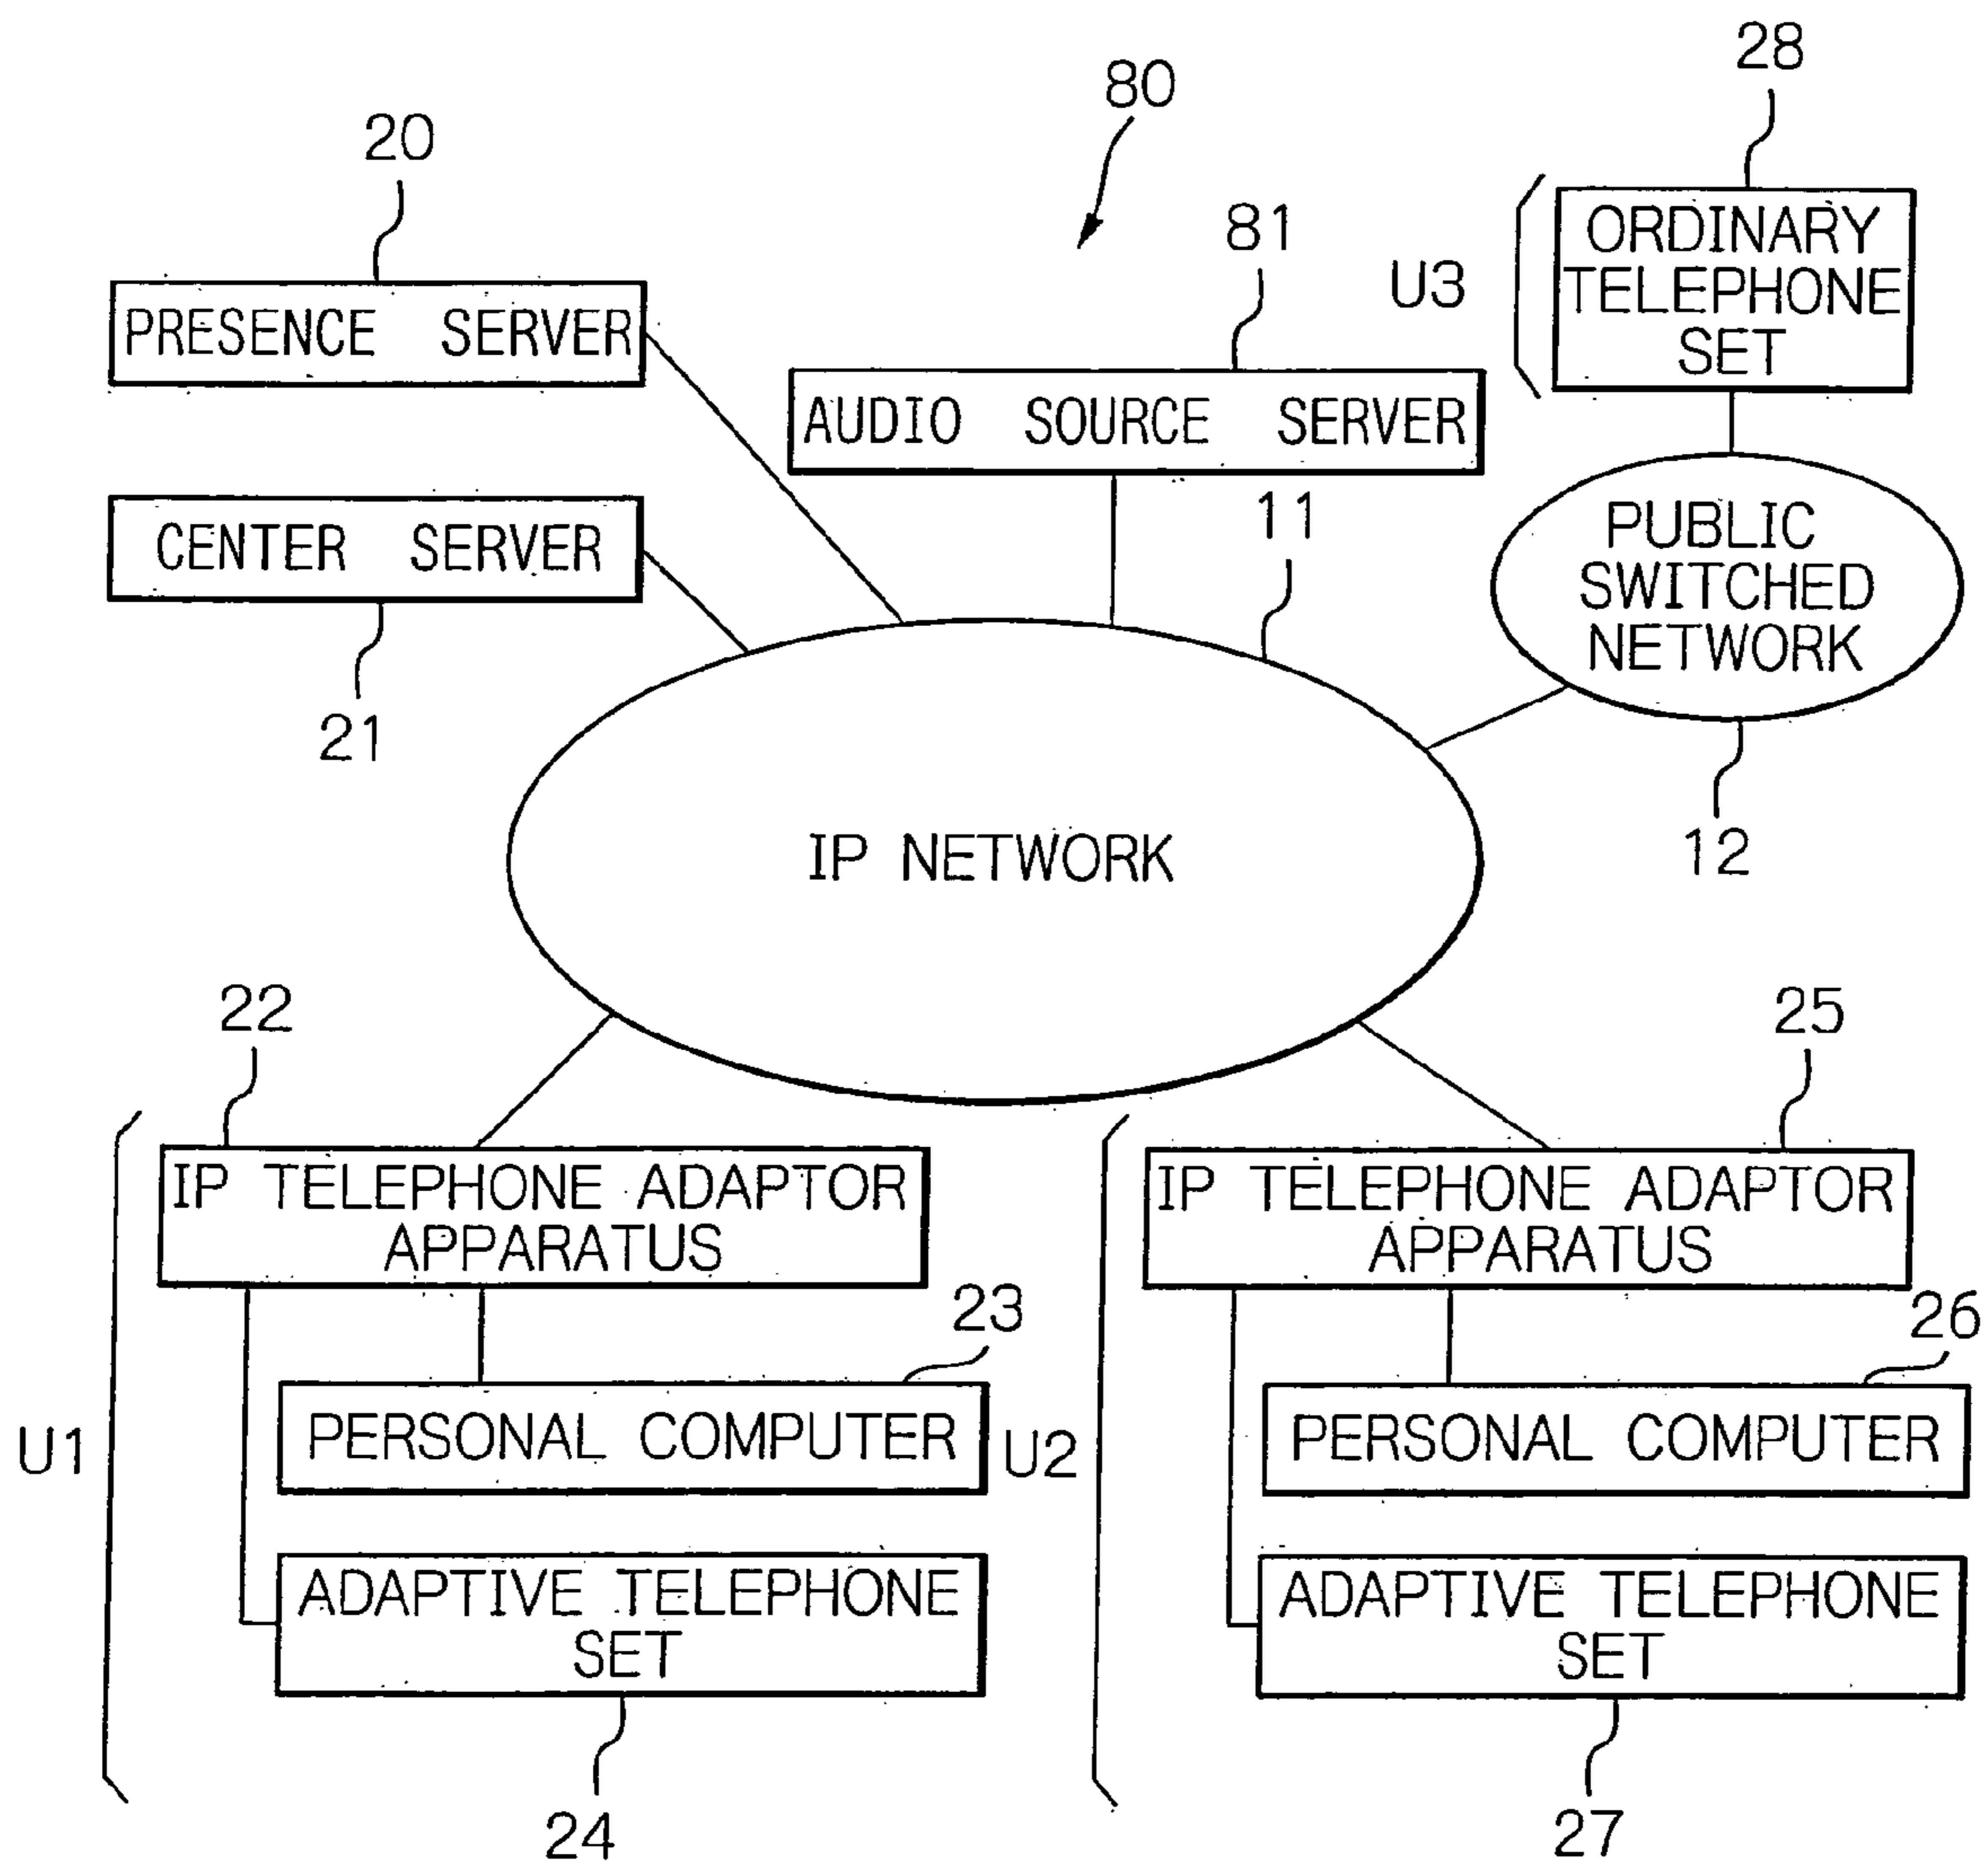 28
80
20
81
ORDINARY
TELEPHONE
SET
U3
PRESENCE SERVER
AUDIO SOURCE SERVER
11
PUBLIC
SWITCHED
NETWORK
CENTER SERVER
21
12
IP NETWORK
22
25
IP TELEPHONE ADAPTOR
APPARATUS
IP TELEPHONE ADAPTOR
APPARATUS
23
26
U1
PERSONAL COMPUTER
U2
PERSONAL COMPUTER
ADAPTIVE TELEPHONE
SET
ADAPTIVE TELEPHONE
SET
24
27